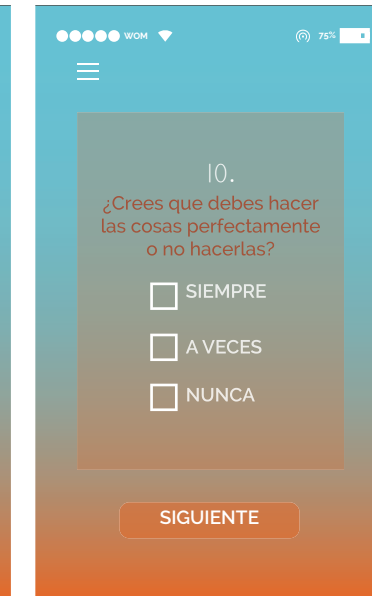 WOM 75%
10.
¿Crees que debes hacer
las cosas perfectamente
o no hacerlas?
SIEMPRE
A VECES
NUNCA
SIGUIENTE